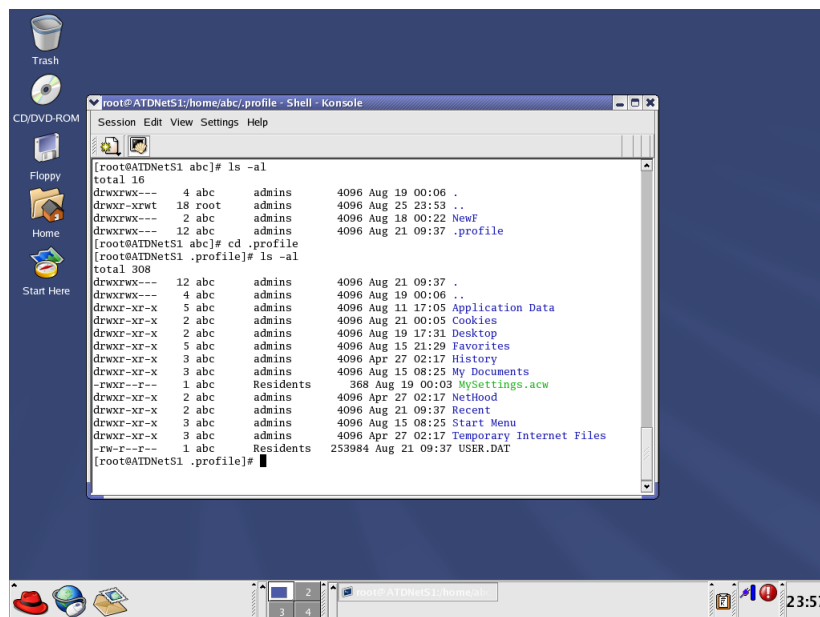 Trash
CD/DVD-ROM
Floppy
Home
Start Here
root@ATDNetS1:/home/abc/.profile - Shell - Konsole
Session Edit View Settings Help
[root@ATDNetS1 abc]# ls -al
total 16
drwxrwx--- 4 abc admins 4096 Aug 19 00:06 .
drwxr-xrwt 18 root admins 4096 Aug 25 23:53 ..
drwxrwx--- 2 abc admins 4096 Aug 18 00:22 NewF
drwxrwx--- 12 abc admins 4096 Aug 21 09:37 .profile
[root@ATDNetS1 abc]# cd .profile
[root@ATDNetS1 .profile]# ls -al
total 308
drwxrwx--- 12 abc admins 4096 Aug 21 09:37 .
drwxrwx--- 4 abc admins 4096 Aug 19 00:06 ..
drwxr-xr-x 5 abc admins 4096 Aug 11 17:05 Application Data
drwxr-xr-x 2 abc admins 4096 Aug 21 00:05 Cookies
drwxr-xr-x 2 abc admins 4096 Aug 19 17:31 Desktop
drwxr-xr-x 5 abc admins 4096 Aug 15 21:29 Favorites
drwxr-xr-x 3 abc admins 4096 Apr 27 02:17 History
drwxr-xr-x 3 abc admins 4096 Aug 15 08:25 My Documents
-rwxr--r-- 1 abc Residents 368 Aug 19 00:03 MySettings.acw
drwxr-xr-x 2 abc admins 4096 Apr 27 02:17 NetHood
drwxr-xr-x 2 abc admins 4096 Aug 21 09:37 Recent
drwxr-xr-x 3 abc admins 4096 Aug 15 08:25 Start Menu
drwxr-xr-x 3 abc admins 4096 Apr 27 02:17 Temporary Internet Files
-rw-r--r-- 1 abc Residents 253984 Aug 21 09:37 USER.DAT
[root@ATDNetS1 .profile]#
2
3 4
root@ATDNetS1:/home/ab
23:57